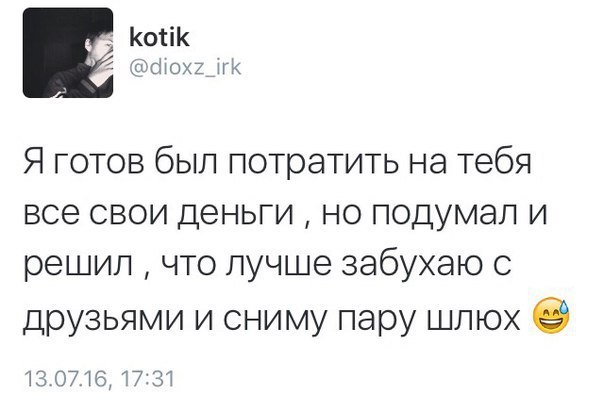 kotik
@dioxz_irk
Я готов был потратить на тебя
все свои деньги , но подумал и
решил , что лучше забухаю с
друзьями и сниму пару шлюх 😅
13.07.16, 17:31